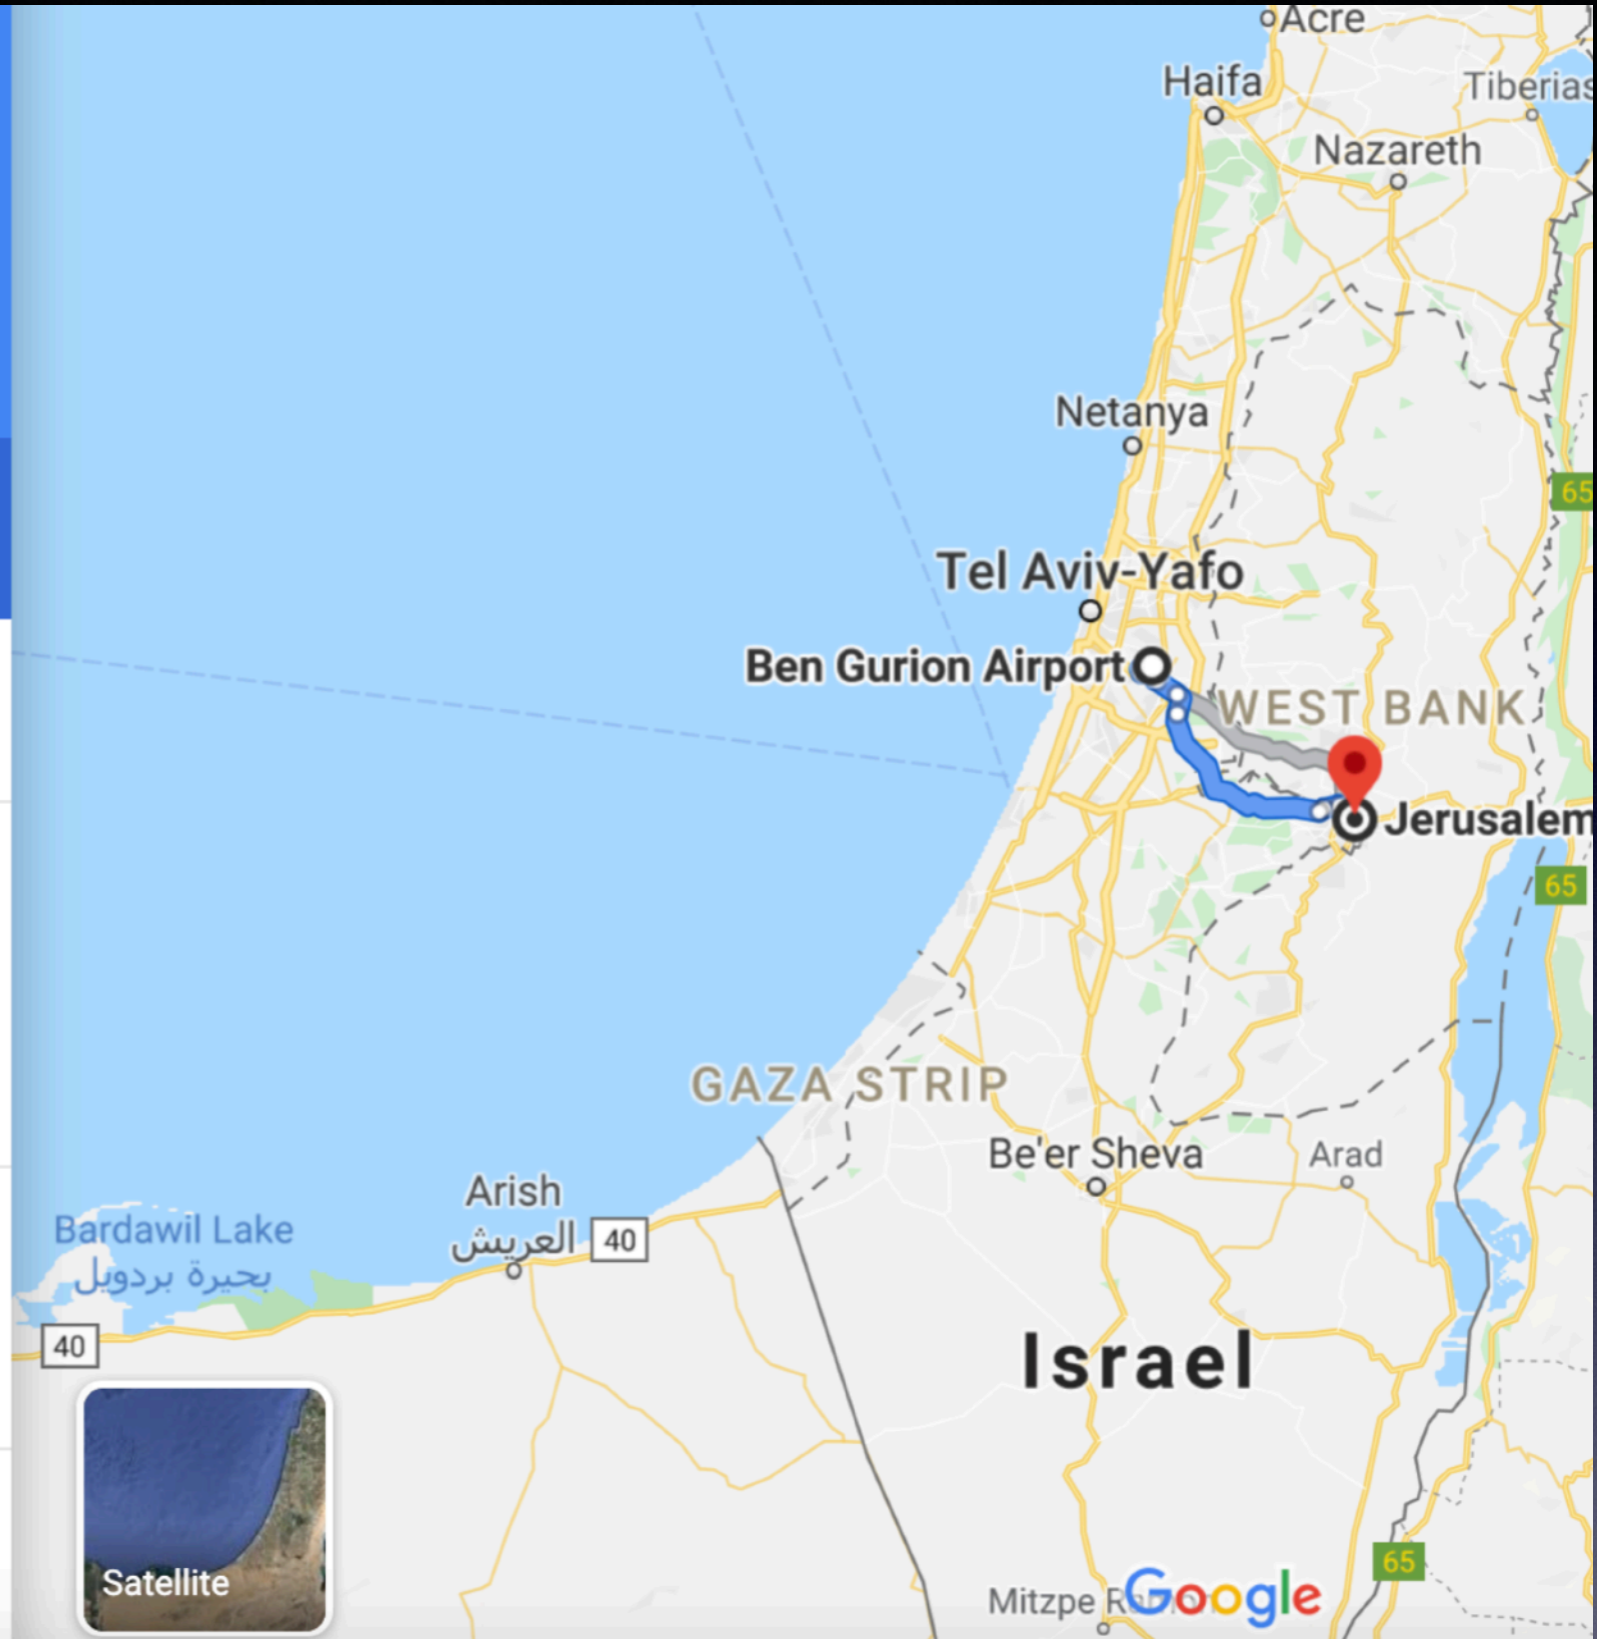 Acre
Haifa
Tiberias
Nazareth
Netanya
65
Tel Aviv-Yafo
Ben Gurion Airport
WEST BANK
Jerusalem
65
GAZA STRIP
Be'er Sheva
Arad
Arish
العريش
40
Bardawil Lake
بحيرة بردويل
40
Israel
65
Satellite
Mitzpe
Google